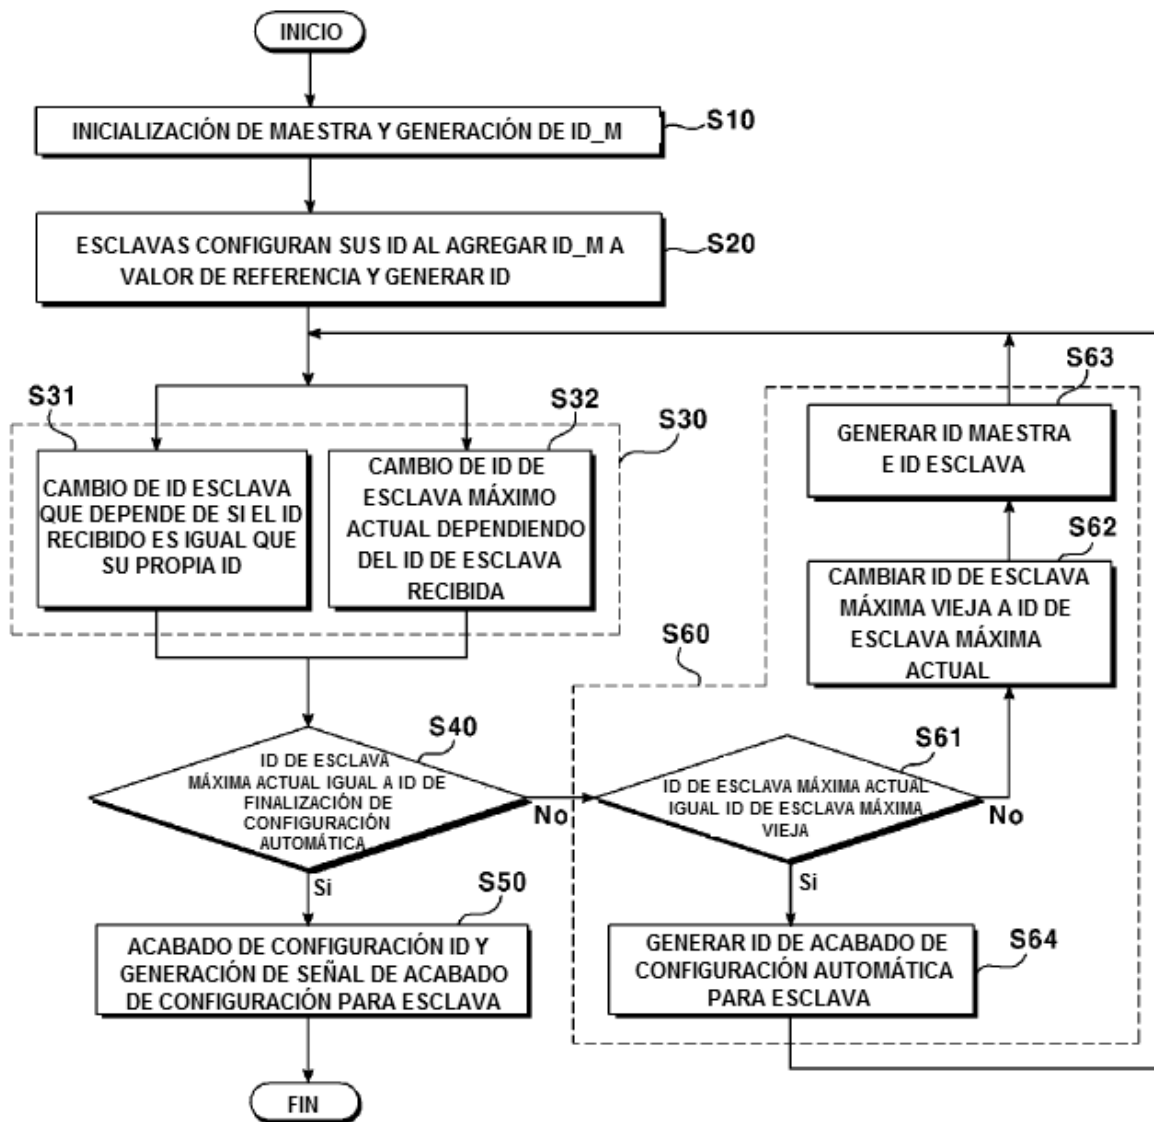 INICIO
INICIALIZACIÓN DE MAESTRA Y GENERACIÓN DE ID_M
S10
ESCLAVAS CONFIGURAN SUS ID AL AGREGAR ID_M A
VALOR DE REFERENCIA Y GENERAR ID
S20
S31
S32
S30
CAMBIO DE ID ESCLAVA
QUE DEPENDE DE SI EL ID
RECIBIDO ES IGUAL QUE
SU PROPIA ID
CAMBIO DE ID DE
ESCLAVA MÁXIMO
ACTUAL DEPENDIENDO
DEL ID DE ESCLAVA
RECIBIDA
S63
GENERAR ID MAESTRA
E ID ESCLAVA
S62
CAMBIAR ID DE ESCLAVA
MÁXIMA VIEJA A ID DE
ESCLAVA MÁXIMA
ACTUAL
S60
S40
ID DE ESCLAVA
MÁXIMA ACTUAL IGUAL A ID DE
FINALIZACIÓN DE
CONFIGURACIÓN
AUTOMÁTICA
No
Si
S61
ID DE ESCLAVA MÁXIMA ACTUAL
IGUAL ID DE ESCLAVA MÁXIMA
VIEJA
No
Si
S50
ACABADO DE CONFIGURACIÓN ID Y
GENERACIÓN DE SEÑAL DE ACABADO
DE CONFIGURACIÓN PARA ESCLAVA
GENERAR ID DE ACABADO DE
CONFIGURACIÓN AUTOMÁTICA
PARA ESCLAVA
S64
FIN